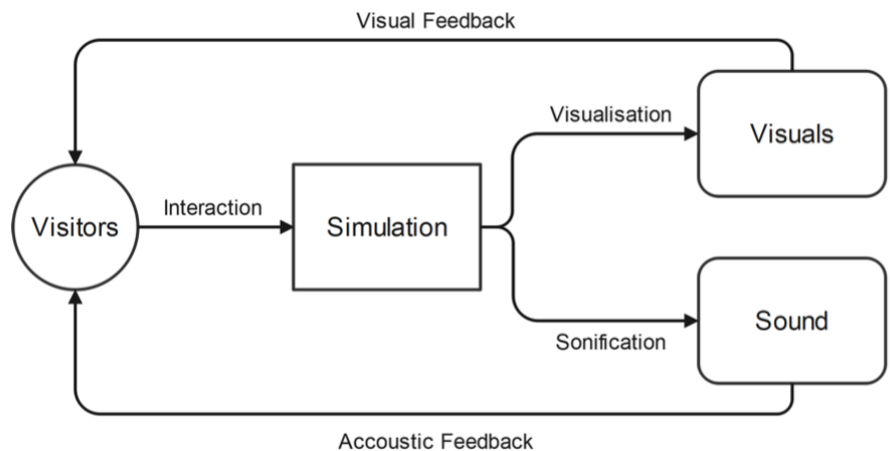 Visual Feedback
Visualisation
Visuals
Visitors
Interaction
Simulation
Sound
Sonification
Accoustic Feedback